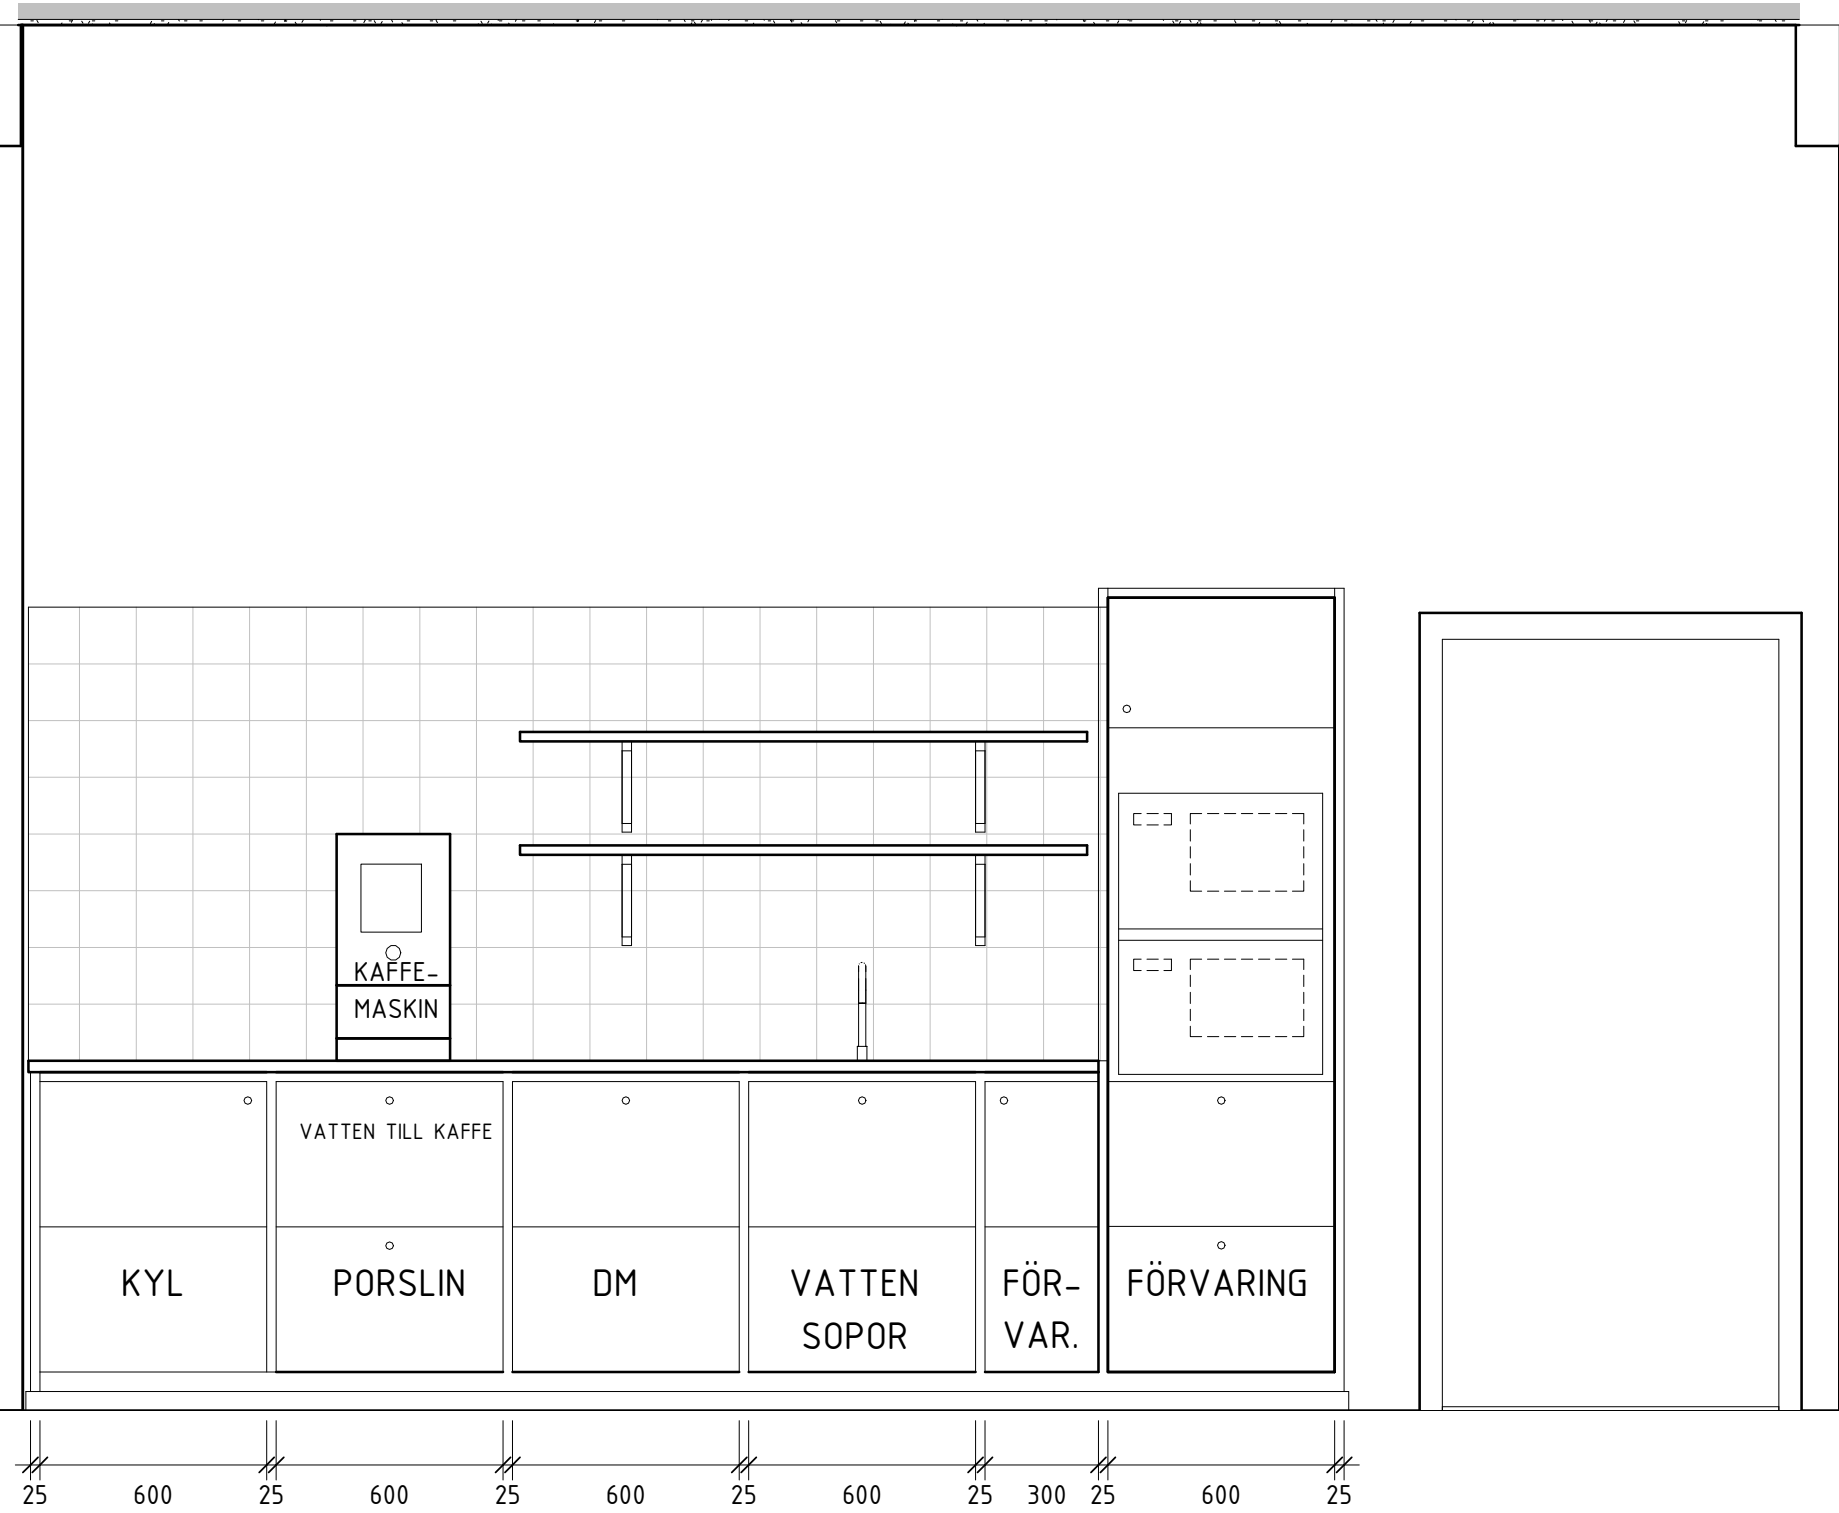 KAFFE-
MASKIN
VATTEN TILL KAFFE
KYL
PORSLIN
DM
VATTEN
SOPOR
FÖR-
VAR.
FÖRVARING
25 600 25 600 25 600 25 600 25 300 25 600 25